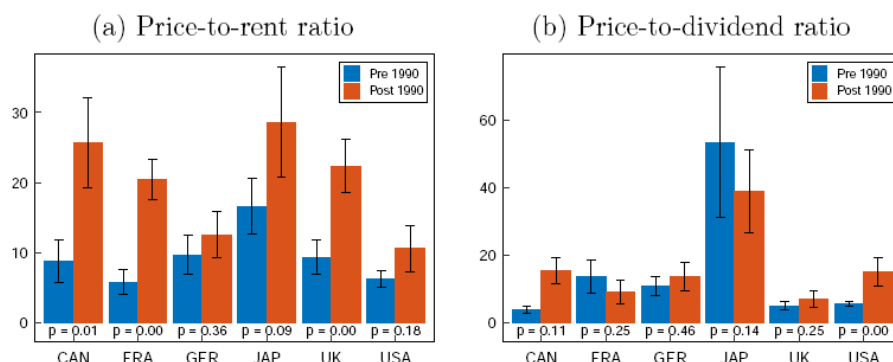 (a) Price-to-rent ratio
Pre 1990
Post 1990
30
20
10
0
p = 0.01 p = 0.00 p = 0.36 p = 0.09 p = 0.00 p = 0.18
CAN FRA GER JAP UK USA
(b) Price-to-dividend ratio
Pre 1990
Post 1990
60
40
20
0
p = 0.11 p = 0.25 p = 0.46 p = 0.14 p = 0.25 p = 0.00
CAN FRA GER JAP UK USA